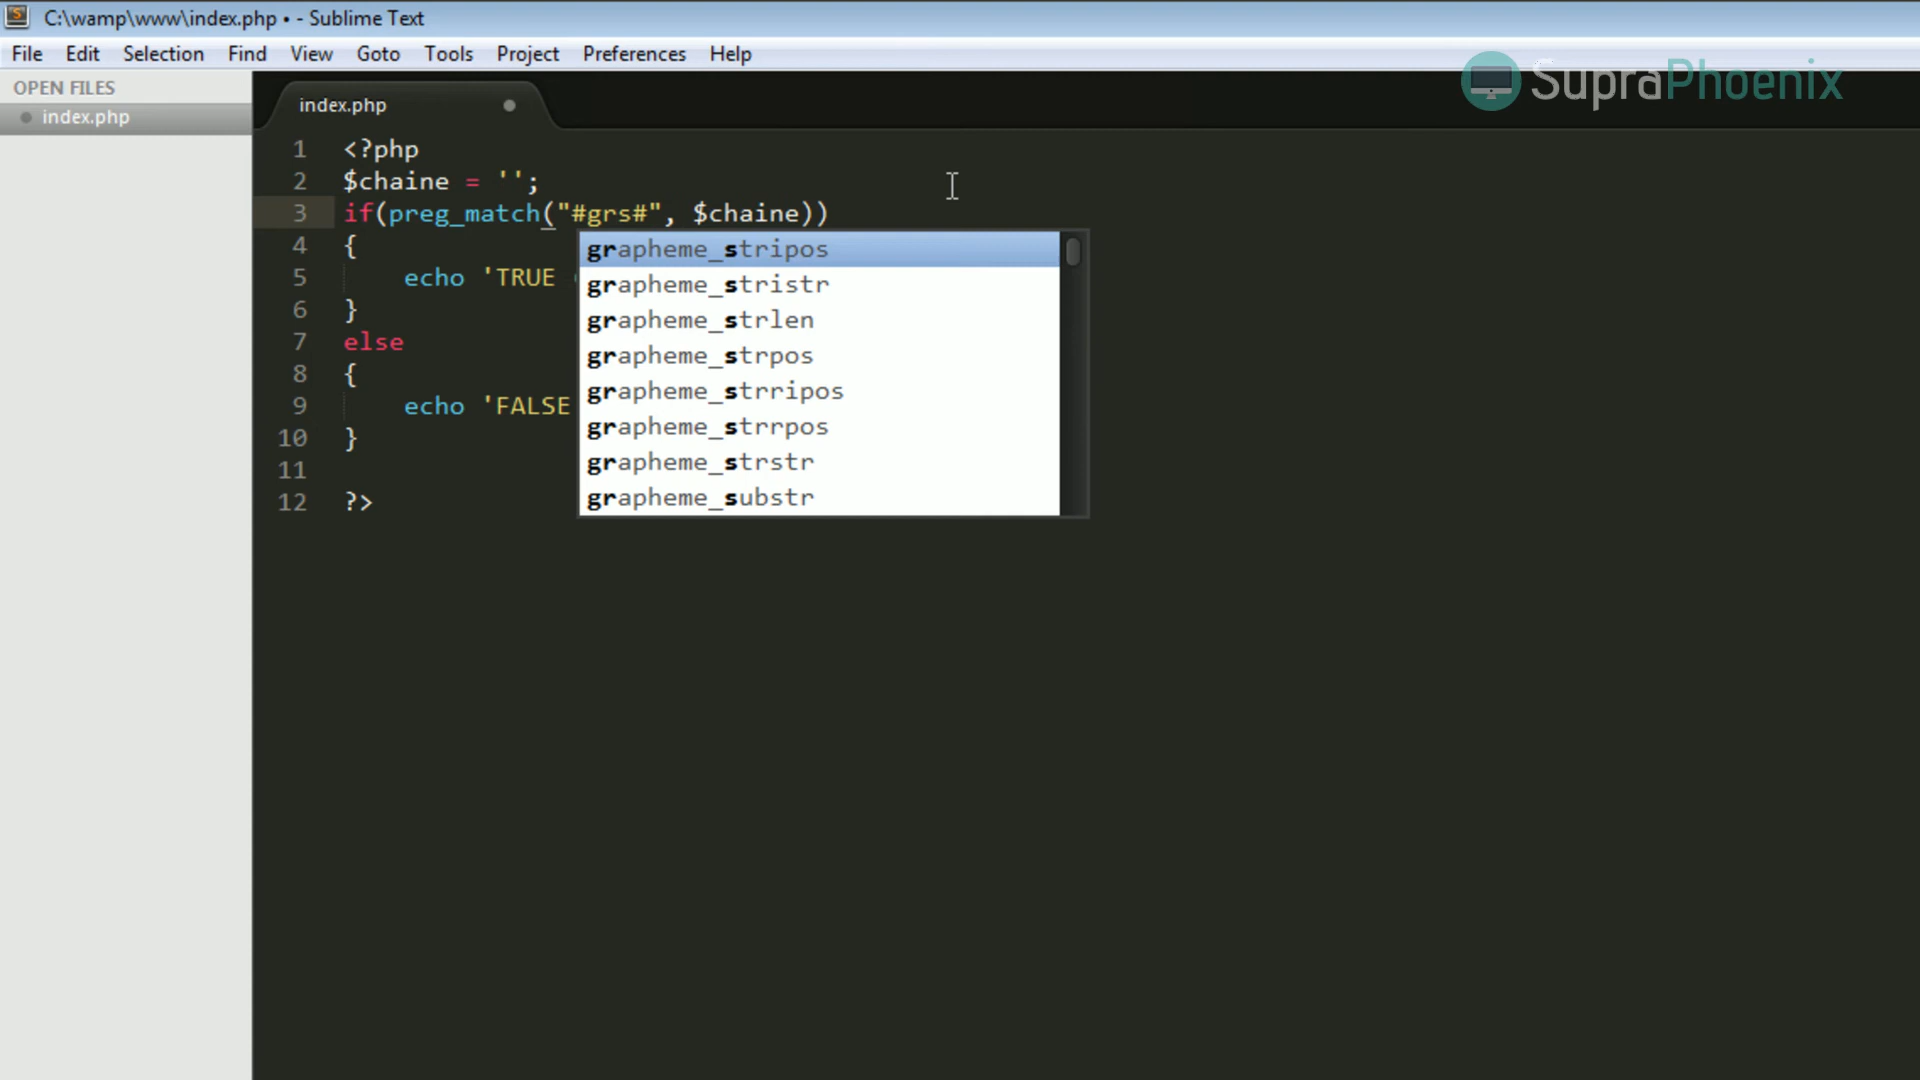 C:\wamp\www\index.php • - Sublime Text
File Edit Selection Find View Goto Tools Project Preferences Help
SupraPhoenix
OPEN FILES
index.php
index.php
1 <?php
2 $chaine = '';
3 if(preg_match("#grs#", $chaine))
4 {
grapheme_stripos
5 echo 'TRUE
grapheme_stristr
6 }
grapheme_strlen
7 else
grapheme_strpos
8 {
grapheme_strripos
9 echo 'FALSE
grapheme_strrpos
10 }
11
grapheme_strstr
12 ?>
grapheme_substr